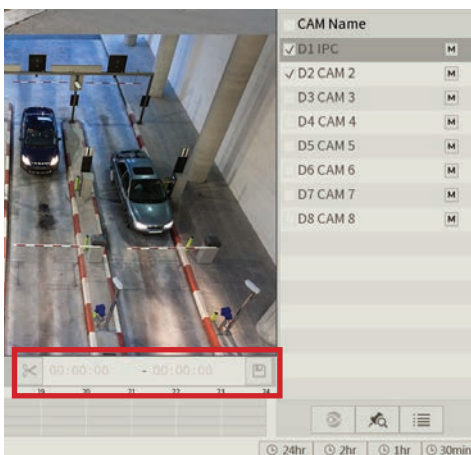 CAM Name
D1 IPC M
D2 CAM 2 M
D3 CAM 3 M
D4 CAM 4 M
D5 CAM 5 M
D6 CAM 6 M
D7 CAM 7 M
D8 CAM 8 M
00:00:00 - 00:00:00
19 20 21 22 23 24
24hr 2hr 1hr 30min